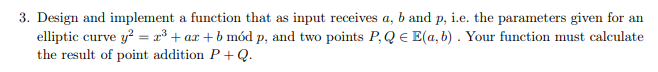 3. Design and implement a function that as input receives a, b and p, i.e. the parameters given for an
elliptic curve y² = x³ + ax + b mód p, and two points P, Q ∈ 𝔼(a, b) . Your function must calculate
the result of point addition P + Q.